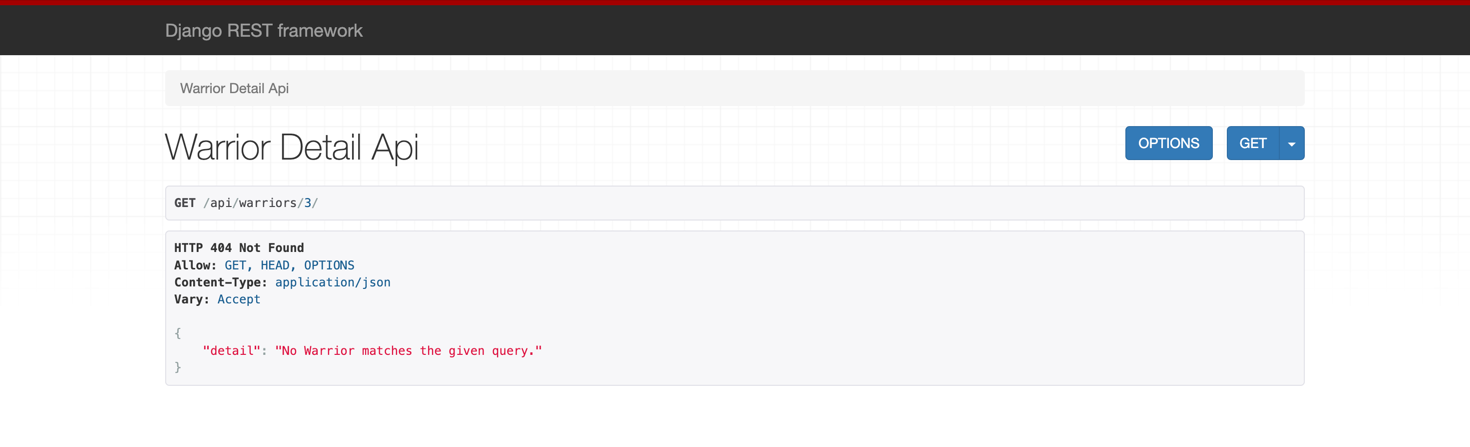 Django REST framework
Warrior Detail Api
Warrior Detail Api
OPTIONS GET
GET /api/warriors/3/
HTTP 404 Not Found
Allow: GET, HEAD, OPTIONS
Content-Type: application/json
Vary: Accept
{
    "detail": "No Warrior matches the given query."
}